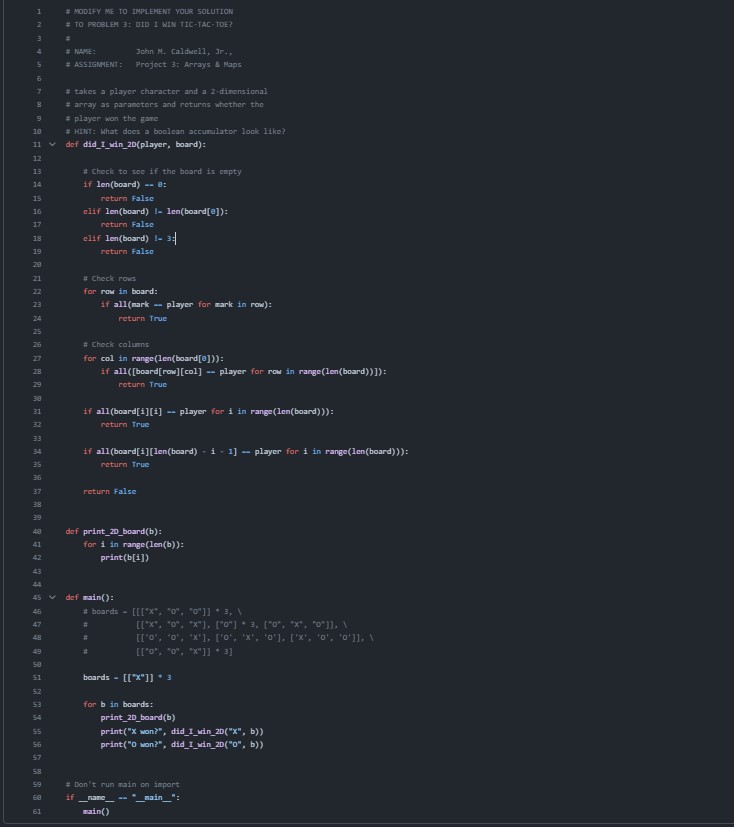 1 # MODIFY ME TO IMPLEMENT YOUR SOLUTION
2 # TO PROBLEM 3: DID I WIN TIC-TAC-TOE?
3 #
4 # NAME:         John M. Caldwell, Jr.,
5 # ASSIGNMENT:   Project 3: Arrays & Maps
6
7 # takes a player character and a 2-dimensional
8 # array as parameters and returns whether the
9 # player won the game
10 # HINT: What does a boolean accumulator look like?
11 def did_I_win_2D(player, board):
12
13     # Check to see if the board is empty
14     if len(board) == 0:
15         return False
16     elif len(board) != len(board[0]):
17         return False
18     elif len(board) != 3:
19         return False
20
21     # Check rows
22     for row in board:
23         if all(mark == player for mark in row):
24             return True
25
26     # Check columns
27     for col in range(len(board[0])):
28         if all([board[row][col] == player for row in range(len(board))]):
29             return True
30
31     if all(board[i][i] == player for i in range(len(board))):
32         return True
33
34     if all(board[i][len(board) - i - 1] == player for i in range(len(board))):
35         return True
36
37     return False
38
39
40 def print_2D_board(b):
41     for i in range(len(b)):
42         print(b[i])
43
44
45 def main():
46     # boards = [[["X", "O", "O"]] * 3, \
47     #           [["X", "O", "X"], ["O"] * 3, ["O", "X", "O"]], \
48     #           [['O', 'O', 'X'], ['O', 'X', 'O'], ['X', 'O', 'O']], \
49     #           [["O", "O", "X"]] * 3]
50
51     boards = [["X"]] * 3
52
53     for b in boards:
54         print_2D_board(b)
55         print("X won?", did_I_win_2D("X", b))
56         print("O won?", did_I_win_2D("O", b))
57
58
59 # Don't run main on import
60 if __name__ == "__main__":
61     main()